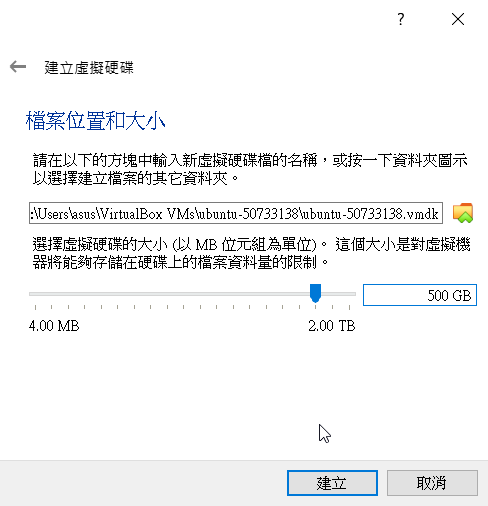 ?
建立虛擬硬碟
檔案位置和大小
請在以下的方塊中輸入新虛擬硬碟檔的名稱，或按一下資料夾圖示
以選擇建立檔案的其它資料夾。
:\Users\asus\VirtualBox VMs\ubuntu-50733138\ubuntu-50733138.vmdk
選擇虛擬硬碟的大小 (以 MB 位元組為單位)。 這個大小是對虛擬機
器將能夠存儲在硬碟上的檔案資料量的限制。
500 GB
4.00 MB 2.00 TB
建立 取消